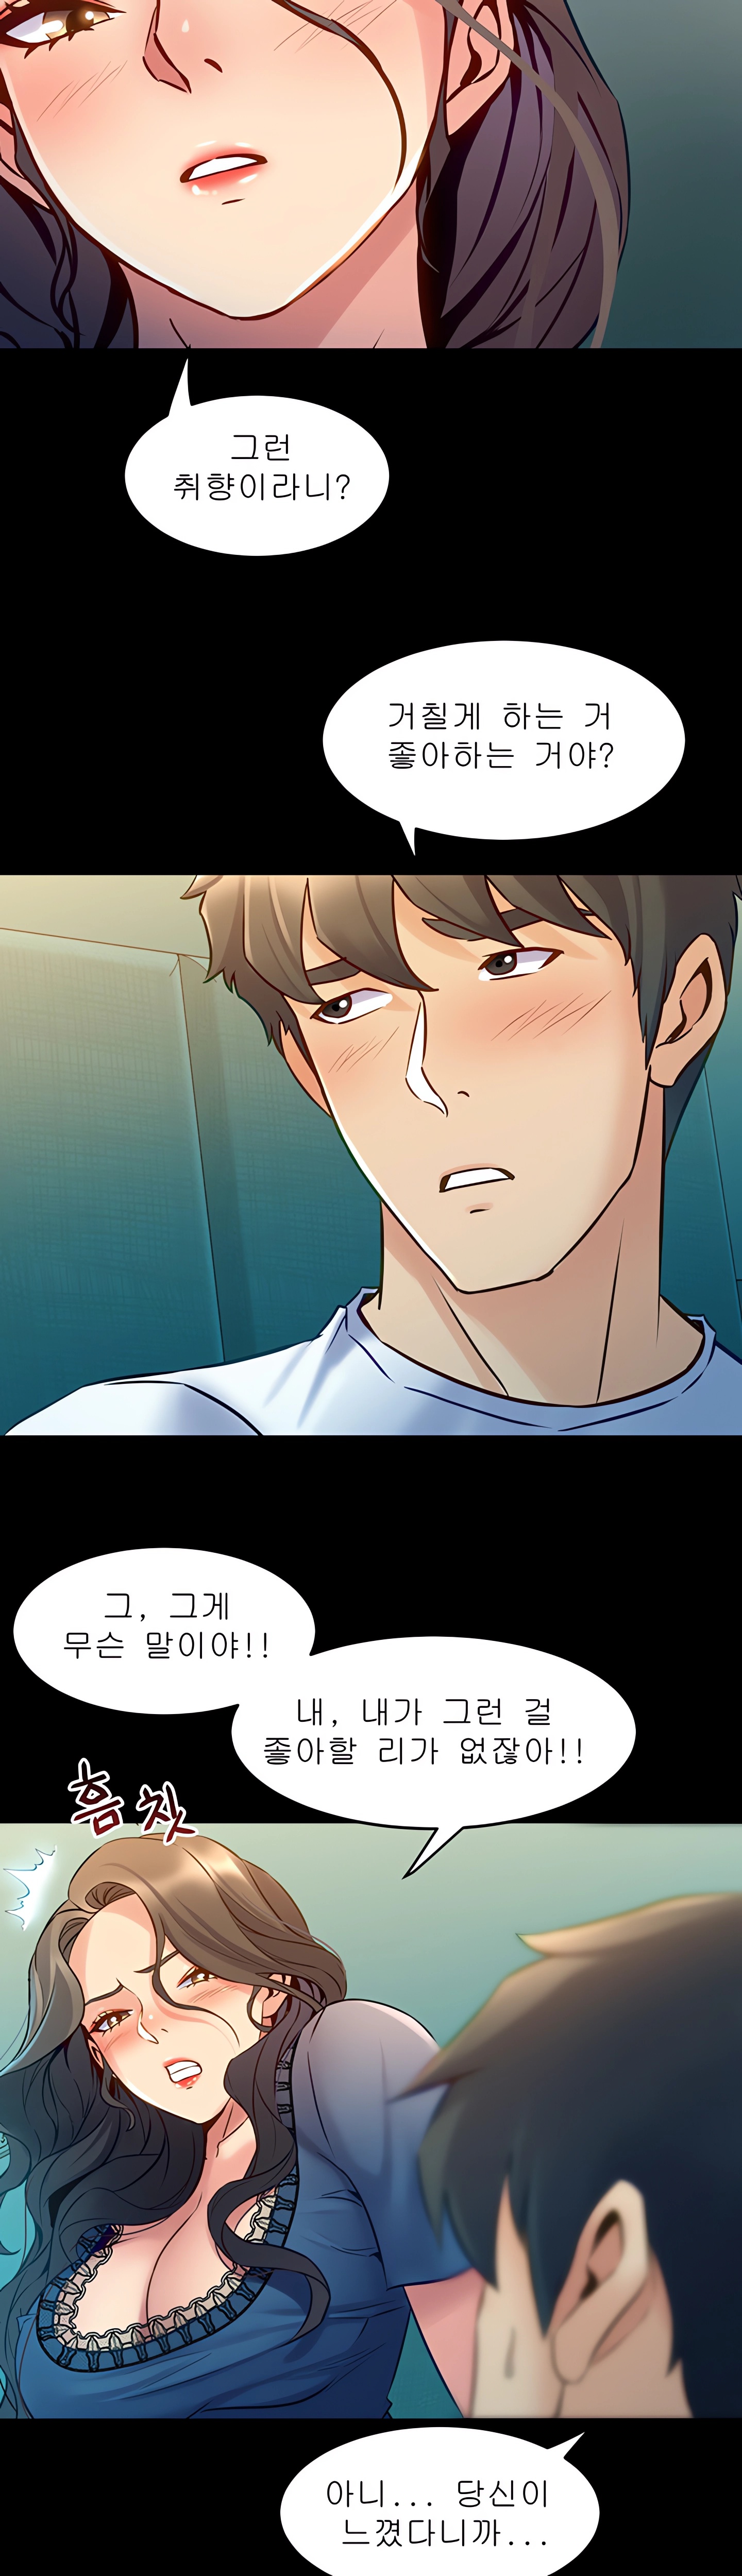 그런
취향이라니?
거칠게 하는 거
좋아하는 거야?
그, 그게
무슨 말이야!!
내, 내가 그런 걸
좋아할 리가 없잖아!!
흠칫
아니... 당신이
느꼈다니까...